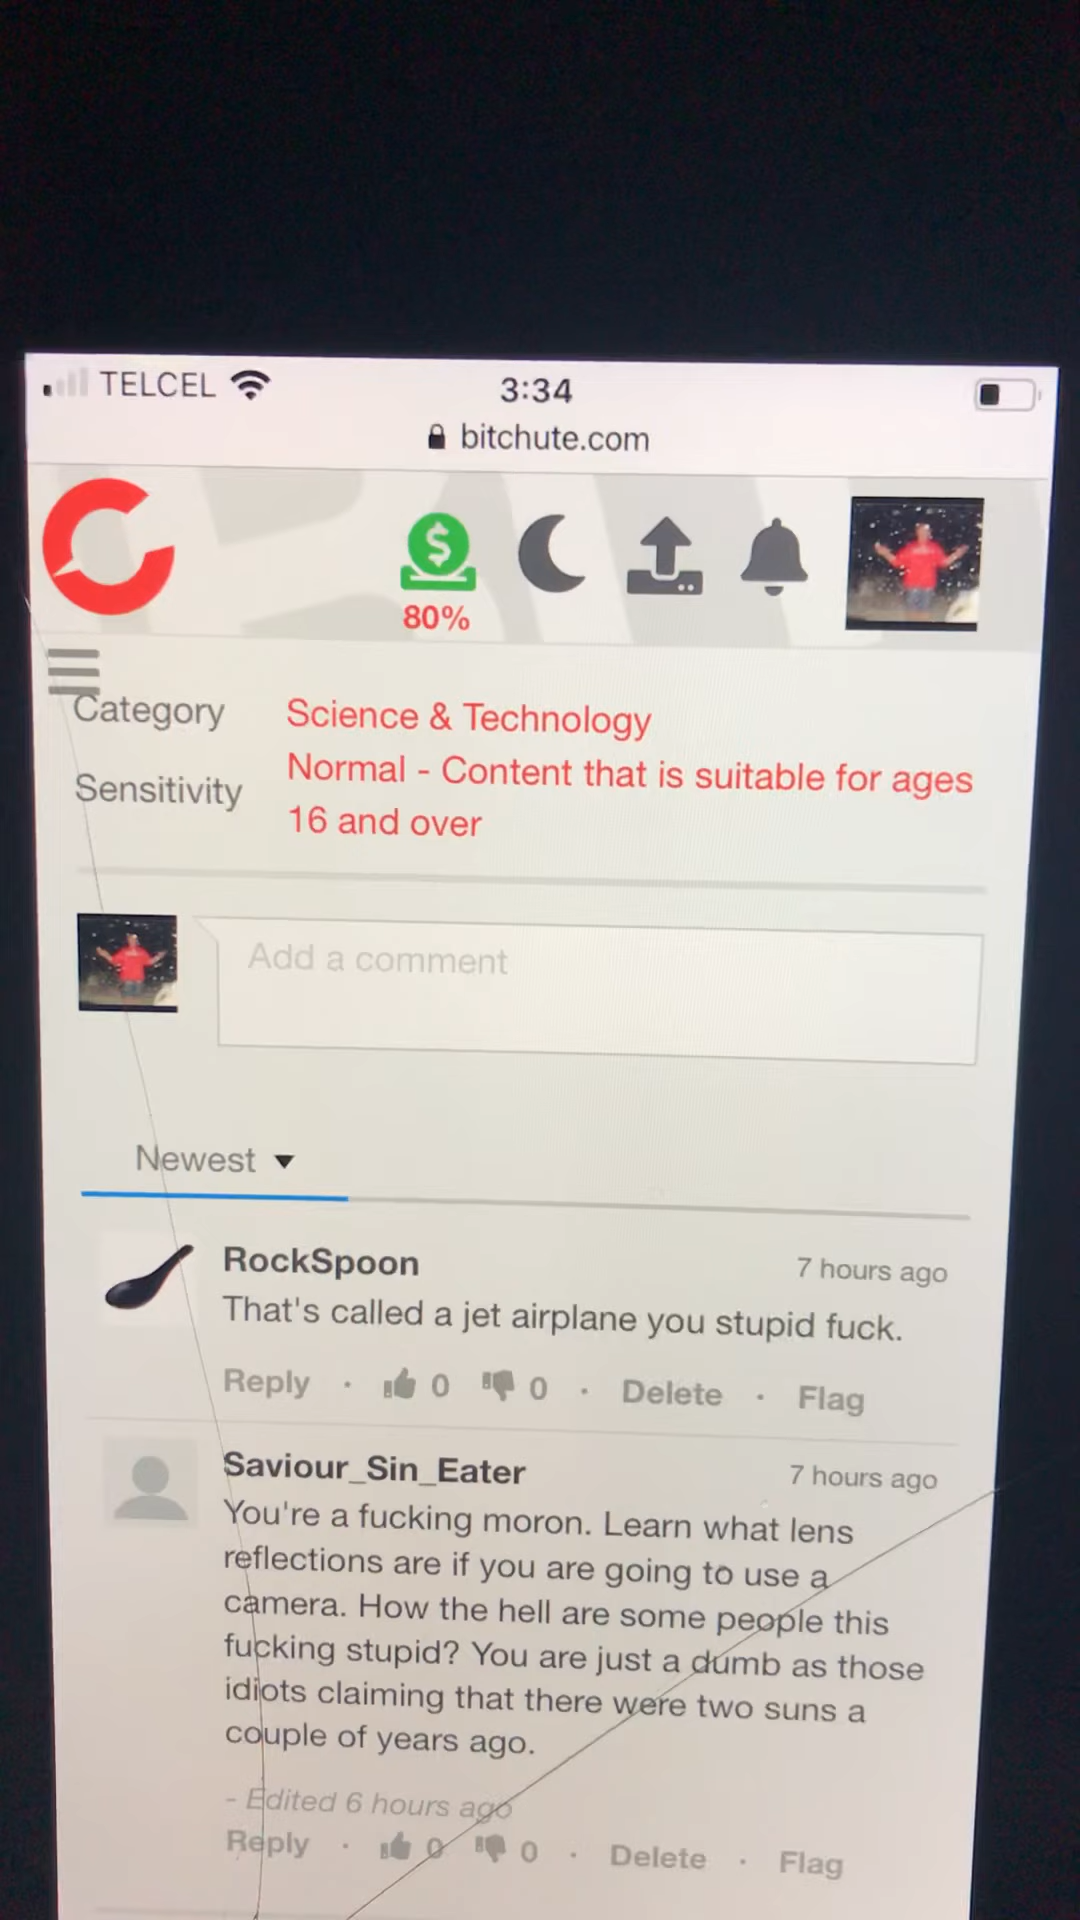 TELCEL 3:34
bitchute.com
80%
Category Science & Technology
Sensitivity Normal - Content that is suitable for ages
16 and over
Add a comment
Newest
RockSpoon 7 hours ago
That's called a jet airplane you stupid fuck.
Reply · 0 0 · Delete · Flag
Saviour_Sin_Eater 7 hours ago
You're a fucking moron. Learn what lens
reflections are if you are going to use a
camera. How the hell are some people this
fucking stupid? You are just a dumb as those
idiots claiming that there were two suns a
couple of years ago.
- Edited 6 hours ago
Reply · 0 0 · Delete · Flag